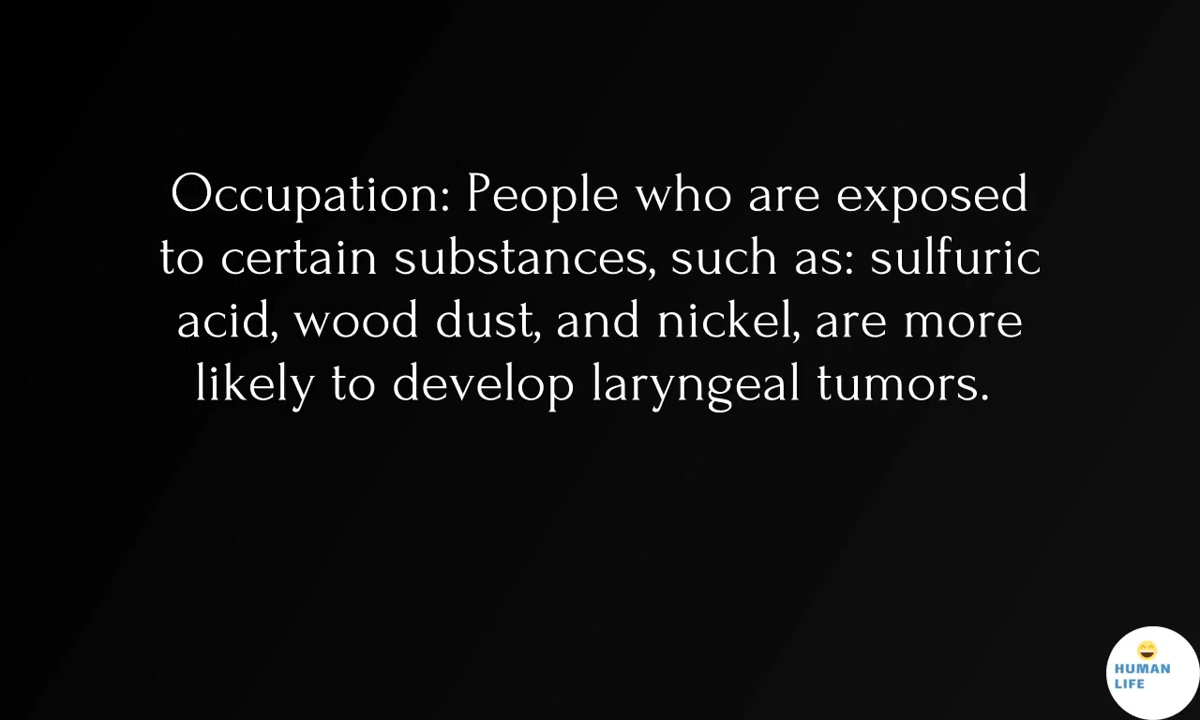 Occupation: People who are exposed
to certain substances, such as: sulfuric
acid, wood dust, and nickel, are more
likely to develop laryngeal tumors.
HUMAN
LIFE